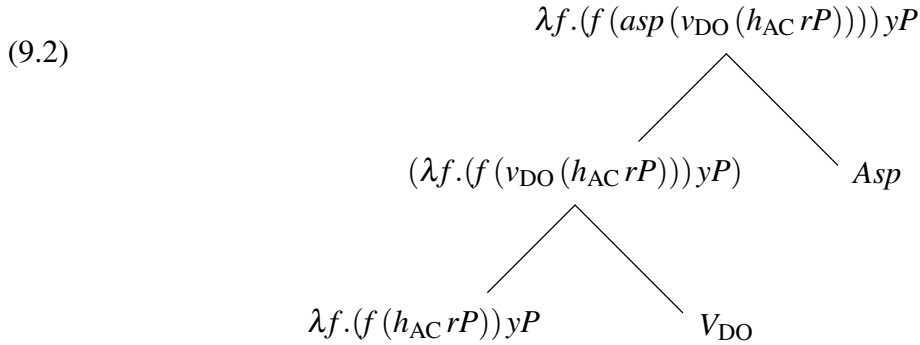 λf.(f(asp(v_DO(h_AC rP)))) yP
(9.2)
(λf.(f(v_DO(h_AC rP))) yP) Asp
λf.(f(h_AC rP)) yP V_DO